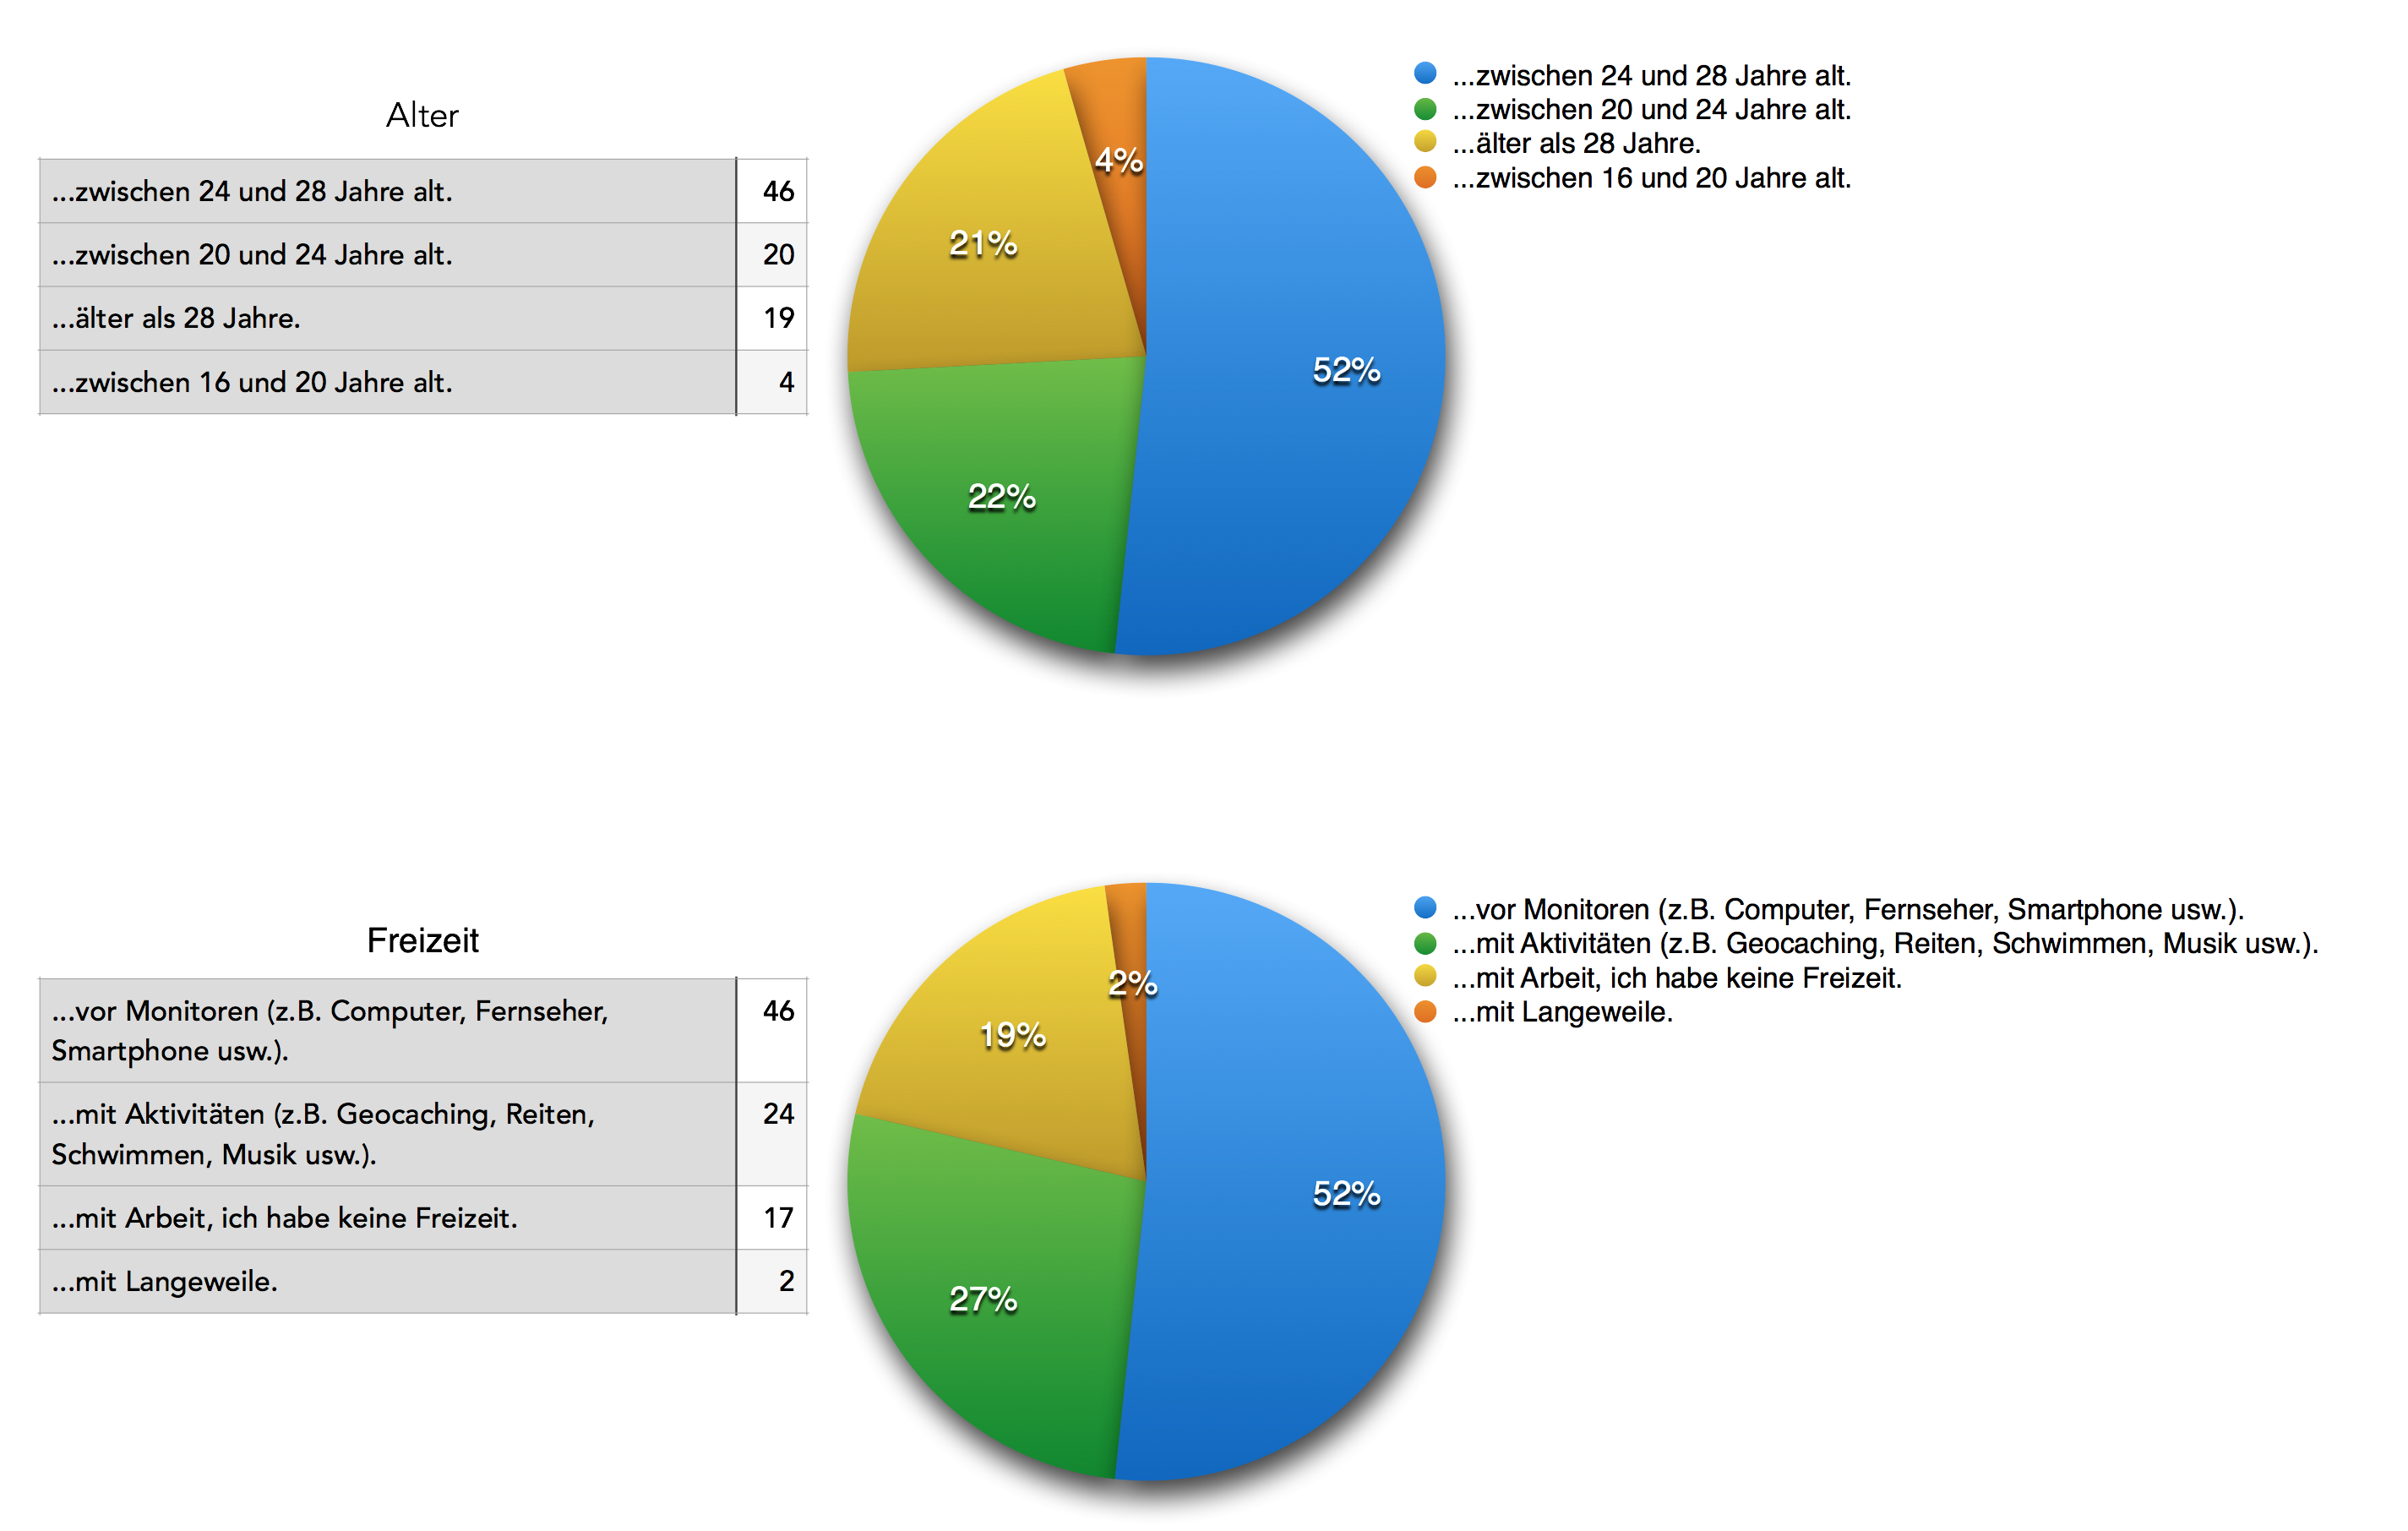 Alter
...zwischen 24 und 28 Jahre alt. 46
...zwischen 20 und 24 Jahre alt. 20
...älter als 28 Jahre. 19
...zwischen 16 und 20 Jahre alt. 4
4%
21%
52%
22%
...zwischen 24 und 28 Jahre alt.
...zwischen 20 und 24 Jahre alt.
...älter als 28 Jahre.
...zwischen 16 und 20 Jahre alt.
Freizeit
...vor Monitoren (z.B. Computer, Fernseher, 46
Smartphone usw.).
...mit Aktivitäten (z.B. Geocaching, Reiten, 24
Schwimmen, Musik usw.).
...mit Arbeit, ich habe keine Freizeit. 17
...mit Langeweile. 2
2%
19%
52%
27%
...vor Monitoren (z.B. Computer, Fernseher, Smartphone usw.).
...mit Aktivitäten (z.B. Geocaching, Reiten, Schwimmen, Musik usw.).
...mit Arbeit, ich habe keine Freizeit.
...mit Langeweile.